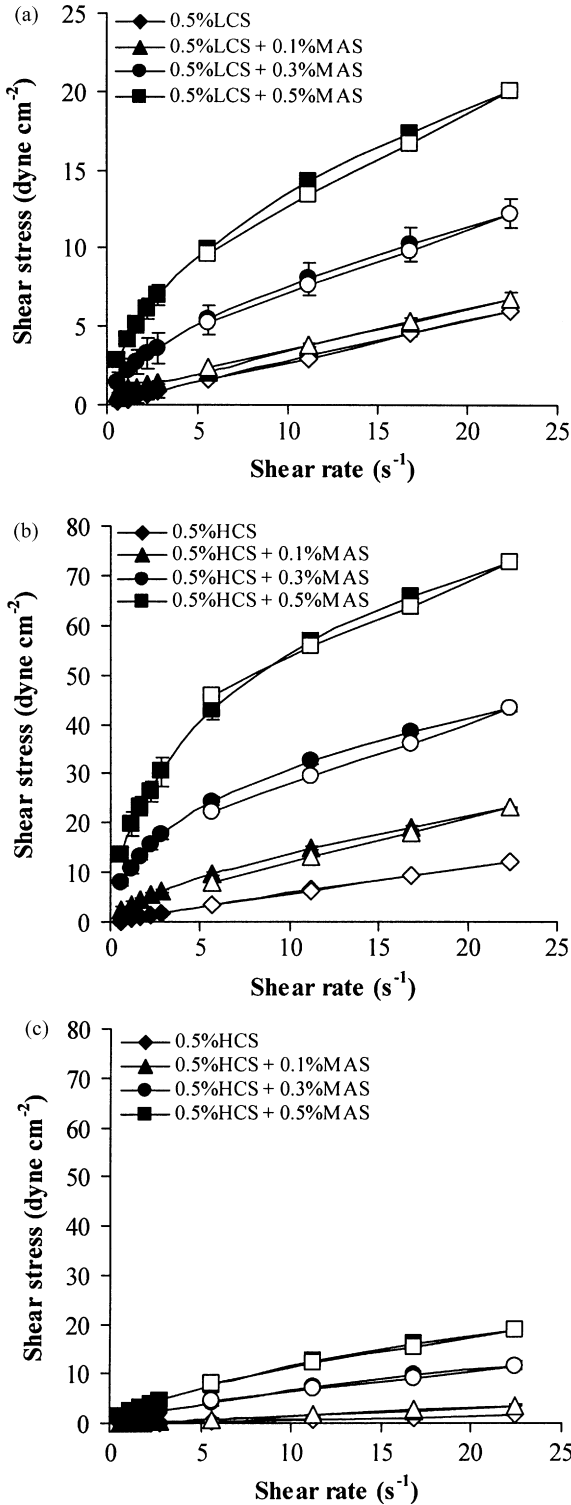 (a)
0.5%LCS
0.5%LCS + 0.1%MAS
0.5%LCS + 0.3%MAS
0.5%LCS + 0.5%MAS
Shear stress (dyne cm-2)
25
20
15
10
5
0
0 5 10 15 20 25
Shear rate (s-1)
(b)
0.5%HCS
0.5%HCS + 0.1%MAS
0.5%HCS + 0.3%MAS
0.5%HCS + 0.5%MAS
Shear stress (dyne cm-2)
80
70
60
50
40
30
20
10
0
0 5 10 15 20 25
Shear rate (s-1)
(c)
0.5%HCS
0.5%HCS + 0.1%MAS
0.5%HCS + 0.3%MAS
0.5%HCS + 0.5%MAS
Shear stress (dyne cm-2)
80
70
60
50
40
30
20
10
0
0 5 10 15 20 25
Shear rate (s-1)